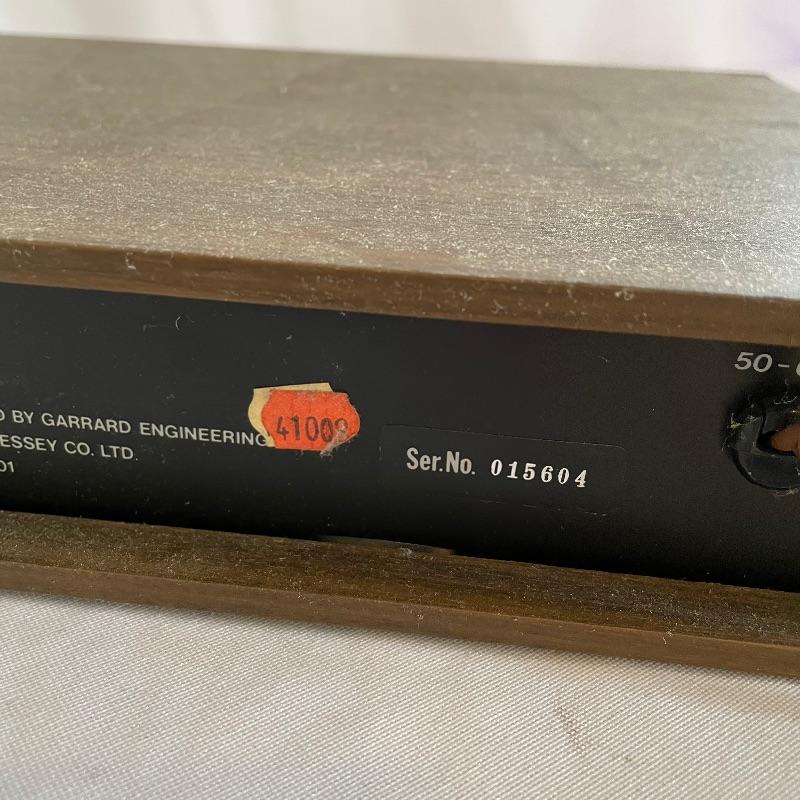 BY GARRARD ENGINEERING
ESSEY CO. LTD.
01
41009
Ser.No. 015604
50-